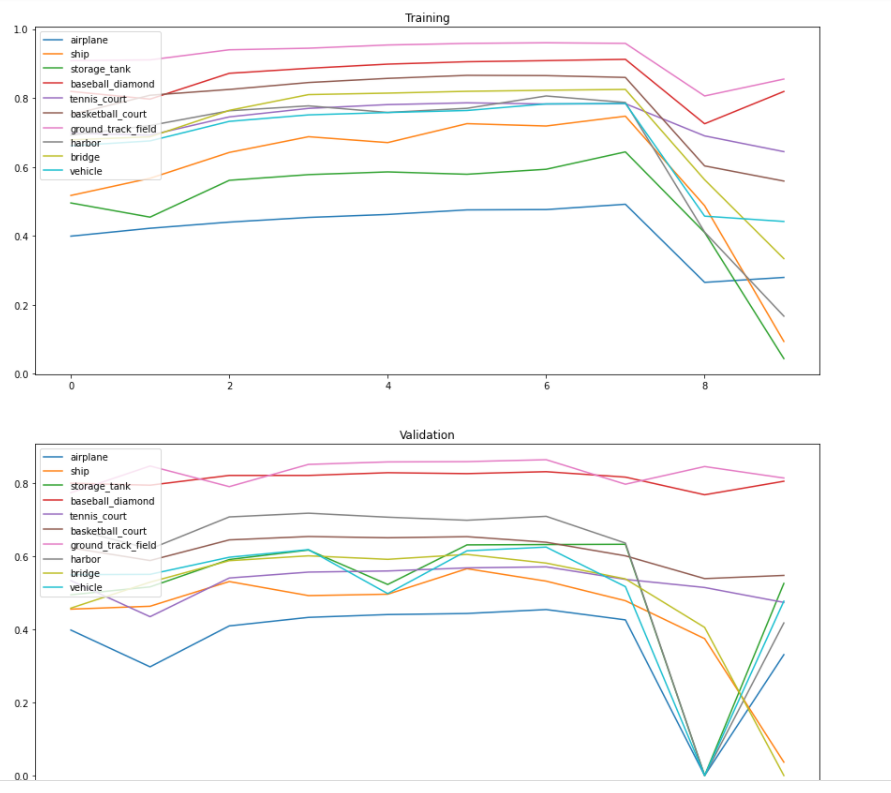 Training
1.0
airplane
ship
storage_tank
baseball_diamond
0.8
tennis_court
basketball_court
ground_track_field
harbor
bridge
vehicle
0.6
0.4
0.2
0.0
0 2 4 6 8
Validation
airplane
ship
0.8
storage_tank
baseball_diamond
tennis_court
basketball_court
ground_track_field
0.6
harbor
bridge
vehicle
0.4
0.2
0.0